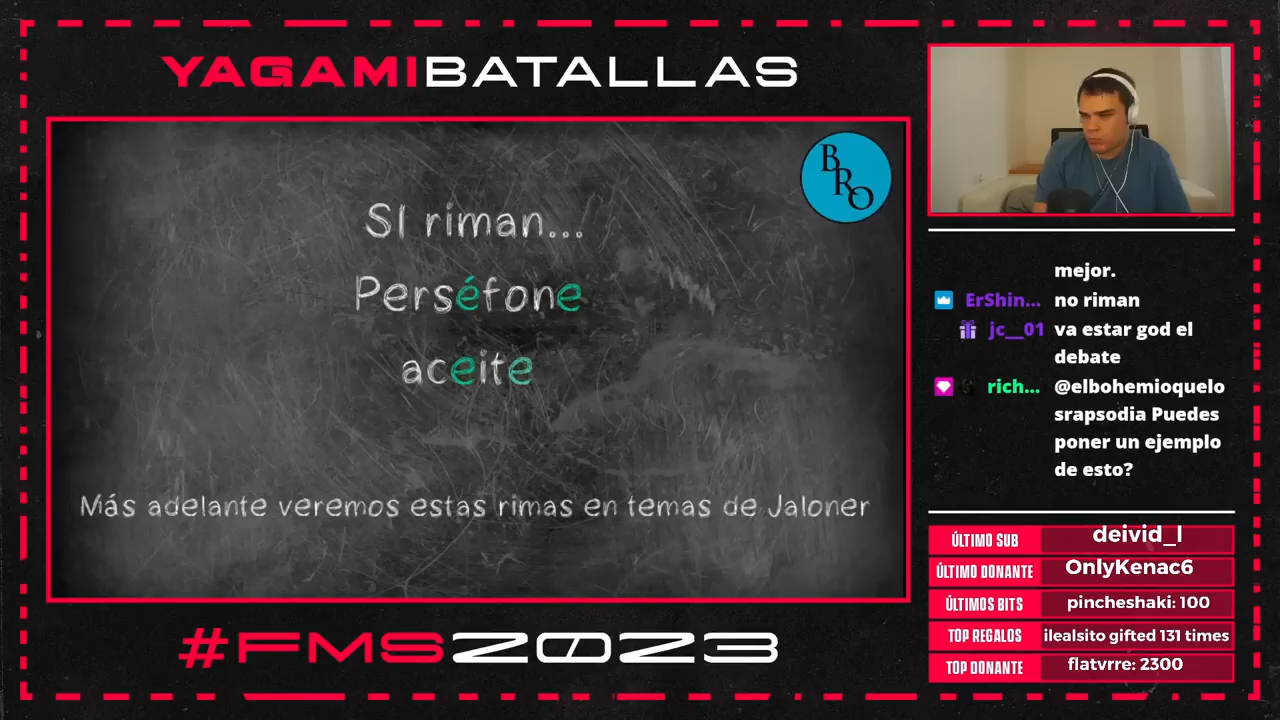 YAGAMIBATALLAS
BRO
SI riman...
Perséfone
aceite
Más adelante veremos estas rimas en temas de Jaloner
#FMS2023
mejor.
ErShin... no riman
jc__01 va estar god el
debate
rich... @elbohemioquelo
srapsodia Puedes
poner un ejemplo
de esto?
ÚLTIMO SUB deivid_l
ÚLTIMO DONANTE OnlyKenac6
ÚLTIMOS BITS pincheshaki: 100
TOP REGALOS ilealsito gifted 131 times
TOP DONANTE flatvrre: 2300